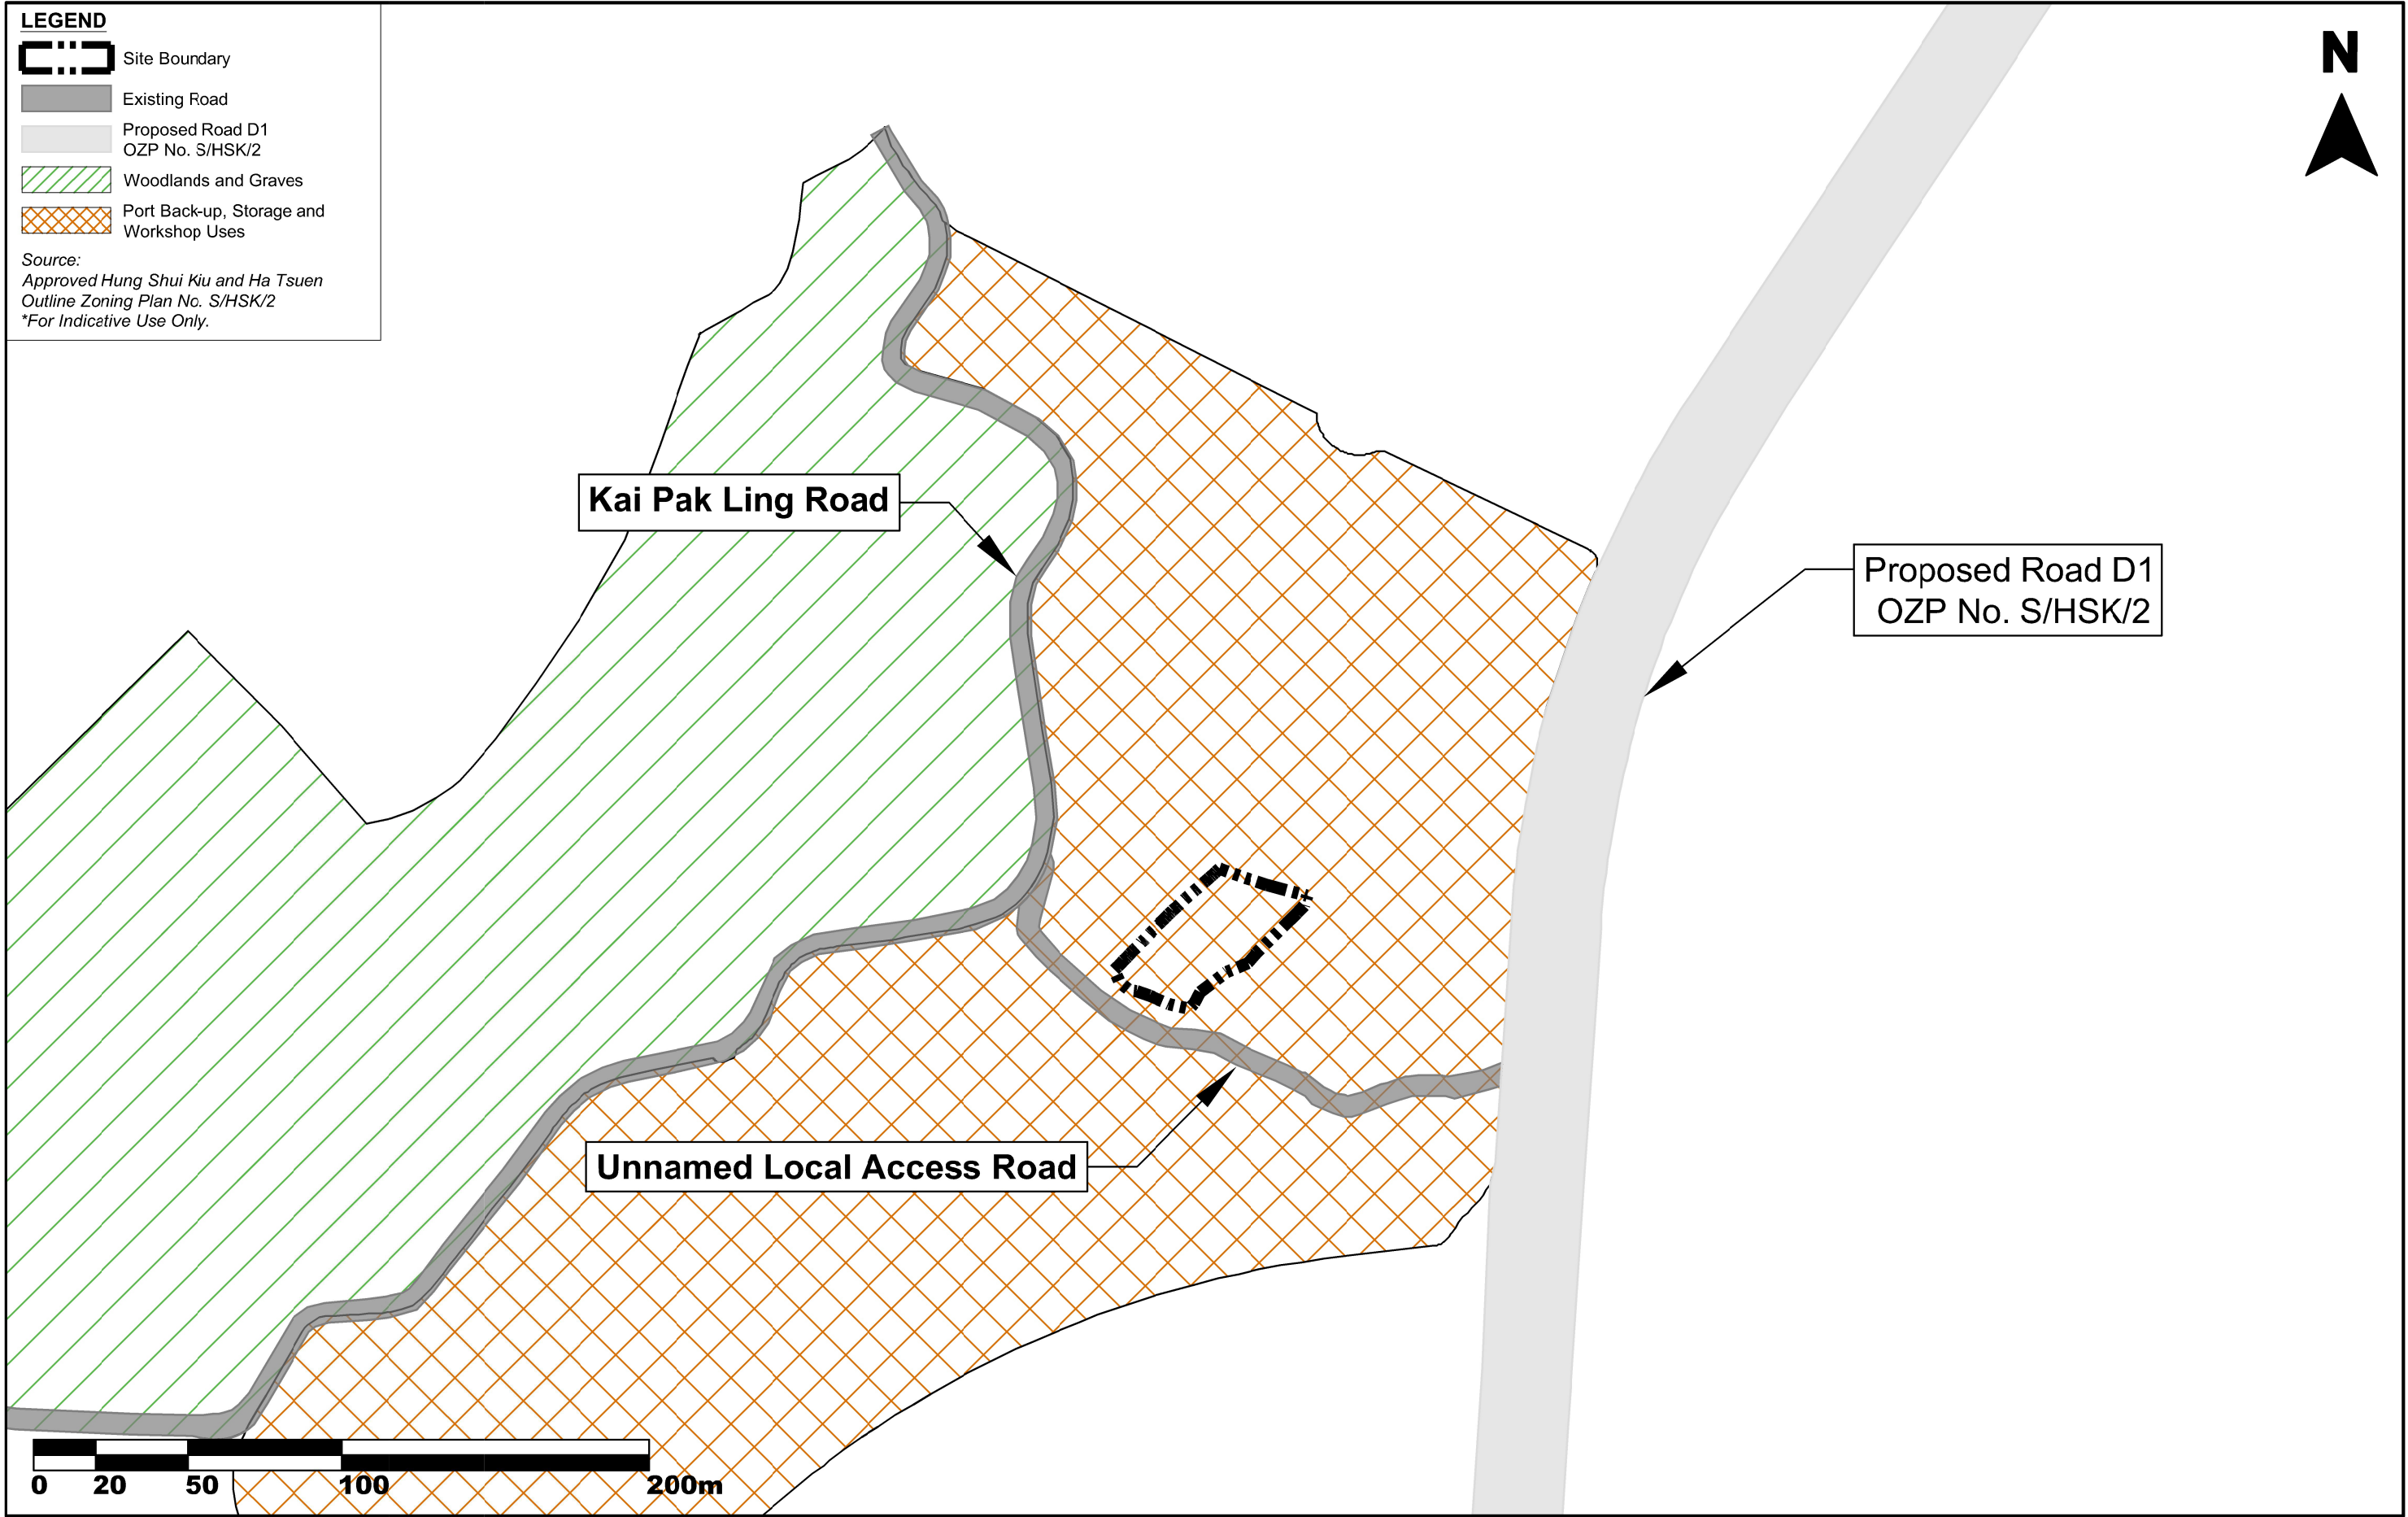 LEGEND
Site Boundary
Existing Road
Proposed Road D1
OZP No. S/HSK/2
Woodlands and Graves
Port Back-up, Storage and
Workshop Uses
Source:
Approved Hung Shui Kiu and Ha Tsuen
Outline Zoning Plan No. S/HSK/2
*For Indicative Use Only.
N
Kai Pak Ling Road
Proposed Road D1
OZP No. S/HSK/2
Unnamed Local Access Road
0 20 50 100 200m